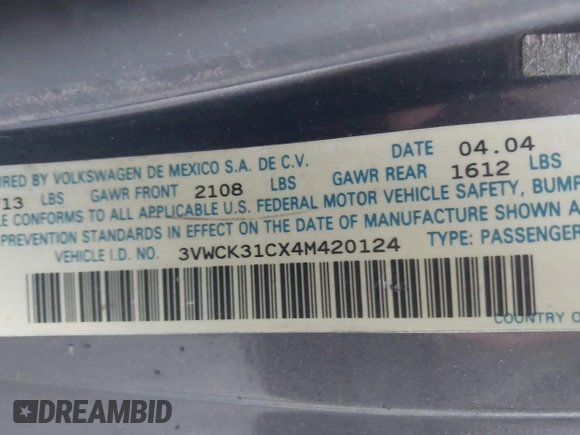 URED BY VOLKSWAGEN DE MEXICO S.A. DE C.V. DATE 04.04
13 LBS GAWR FRONT 2108 LBS GAWR REAR 1612 LBS
LE CONFORMS TO ALL APPLICABLE U.S. FEDERAL MOTOR VEHICLE SAFETY, BUMP
PREVENTION STANDARDS IN EFFECT ON THE DATE OF MANUFACTURE SHOWN A
VEHICLE I.D. NO. 3VWCK31CX4M420124 TYPE: PASSENGER
COUNTRY O
DREAMBID